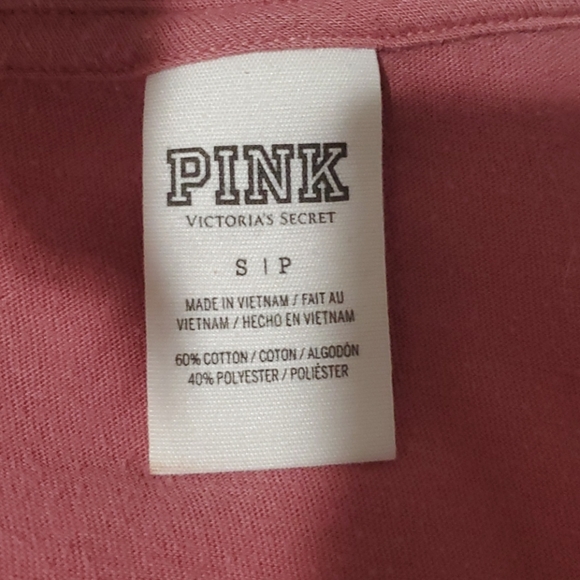 PINK
VICTORIA'S SECRET
S | P
MADE IN VIETNAM / FAIT AU
VIETNAM / HECHO EN VIETNAM
60% COTTON / COTON / ALGODÓN
40% POLYESTER / POLIÉSTER